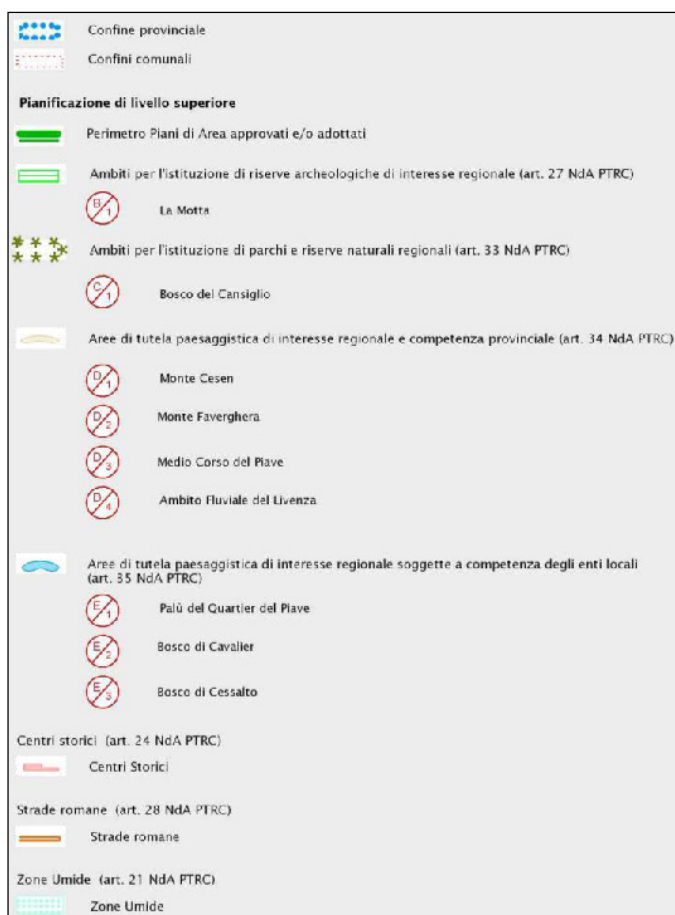 Confine provinciale
Confini comunali
Pianificazione di livello superiore
Perimetro Piani di Area approvati e/o adottati
Ambiti per l'istituzione di riserve archeologiche di interesse regionale (art. 27 NdA PTRC)
B/1 La Motta
Ambiti per l'istituzione di parchi e riserve naturali regionali (art. 33 NdA PTRC)
C/1 Bosco del Cansiglio
Aree di tutela paesaggistica di interesse regionale e competenza provinciale (art. 34 NdA PTRC)
D/1 Monte Cesen
D/2 Monte Faverghera
D/3 Medio Corso del Piave
D/4 Ambito Fluviale del Livenza
Aree di tutela paesaggistica di interesse regionale soggette a competenza degli enti locali
(art. 35 NdA PTRC)
E/1 Palù del Quartier del Piave
E/2 Bosco di Cavalier
E/3 Bosco di Cessalto
Centri storici (art. 24 NdA PTRC)
Centri Storici
Strade romane (art. 28 NdA PTRC)
Strade romane
Zone Umide (art. 21 NdA PTRC)
Zone Umide